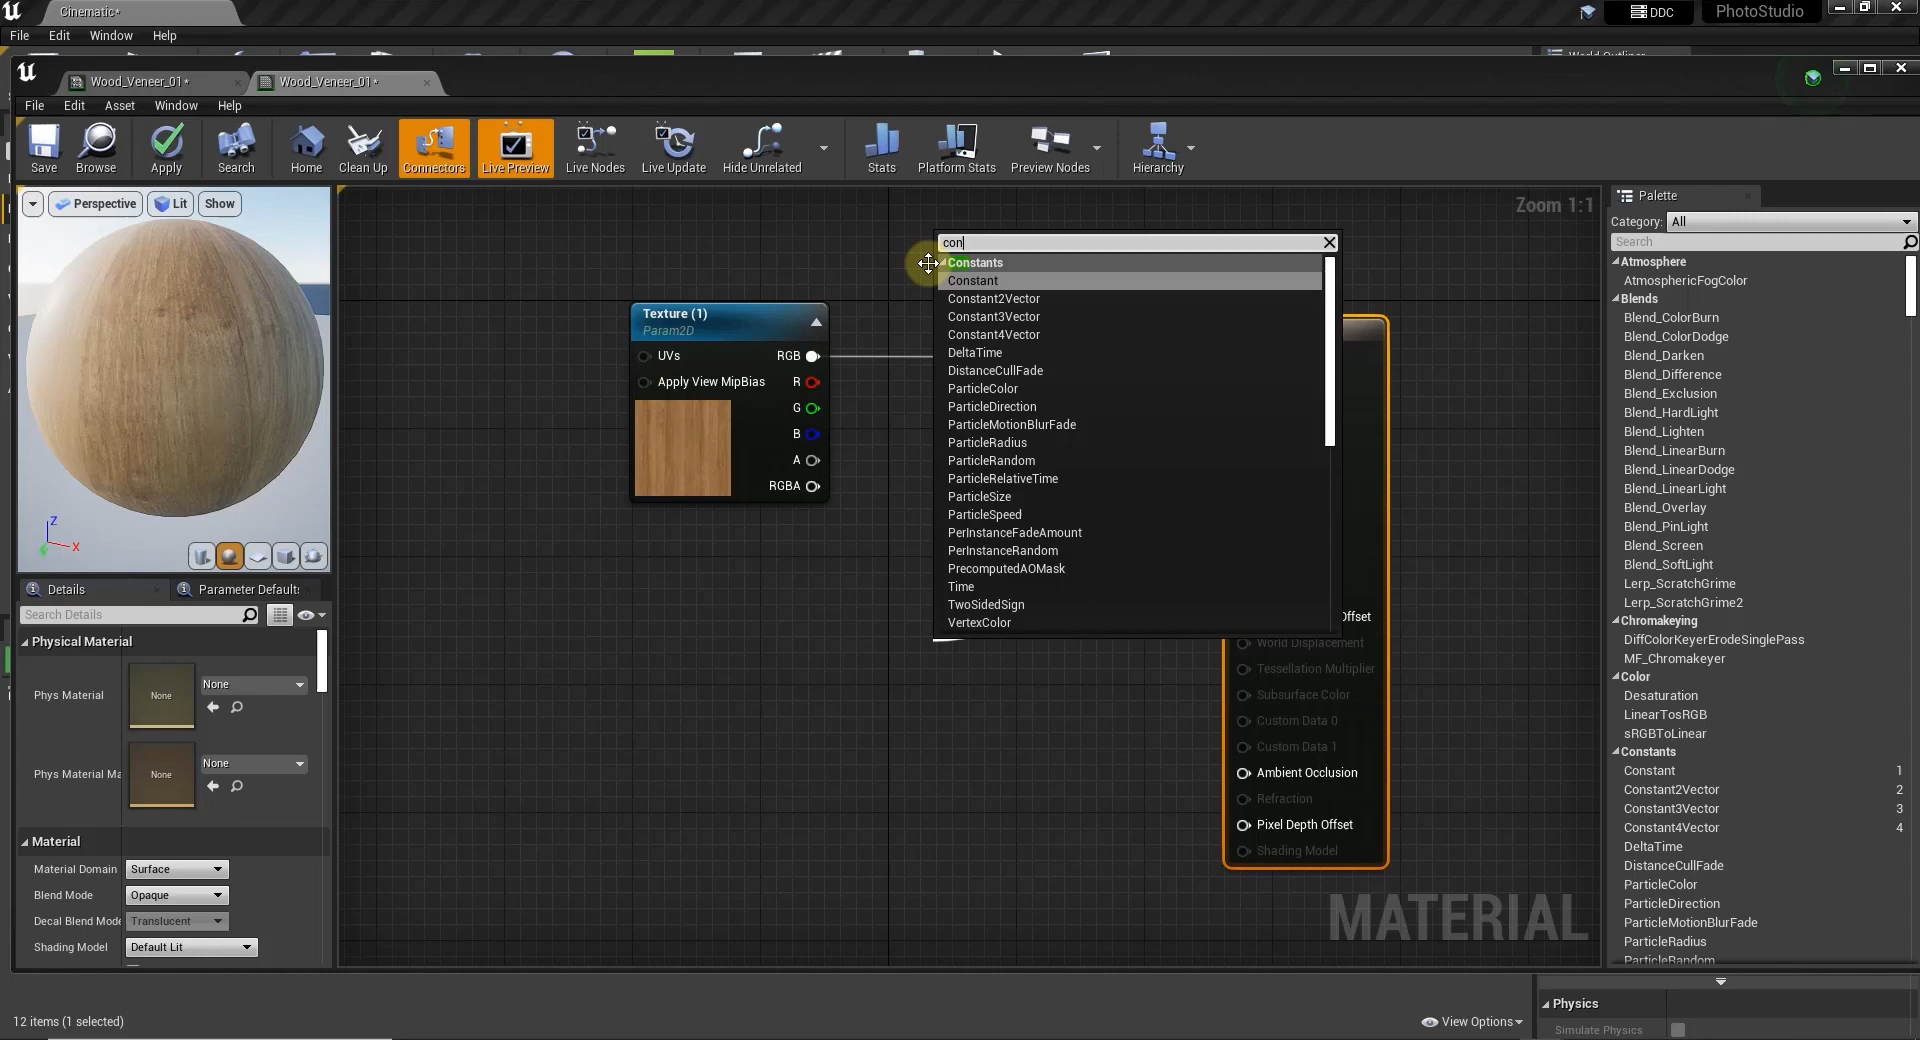 Cinematic*
DDC
PhotoStudio
File Edit Window Help
Wood_Veneer_01*
Wood_Veneer_01*
File Edit Asset Window Help
Save
Browse
Apply
Search
Home
Clean Up
Connectors
Live Preview
Live Nodes
Live Update
Hide Unrelated
Stats
Platform Stats
Preview Nodes
Hierarchy
Perspective
Lit
Show
Z
X
Zoom 1:1
con
Constants
Constant
Constant2Vector
Constant3Vector
Constant4Vector
DeltaTime
DistanceCullFade
ParticleColor
ParticleDirection
ParticleMotionBlurFade
ParticleRadius
ParticleRandom
ParticleRelativeTime
ParticleSize
ParticleSpeed
PerInstanceFadeAmount
PerInstanceRandom
PrecomputedAOMask
Time
TwoSidedSign
VertexColor
Texture (1)
Param2D
UVs
RGB
Apply View MipBias
R
G
B
A
RGBA
Offset
World Displacement
Tessellation Multiplier
Subsurface Color
Custom Data 0
Custom Data 1
Ambient Occlusion
Refraction
Pixel Depth Offset
Shading Model
MATERIAL
Details
Parameter Default
Search Details
Physical Material
Phys Material
None
None
Phys Material Ma
None
None
Material
Material Domain
Surface
Blend Mode
Opaque
Decal Blend Mode
Translucent
Shading Model
Default Lit
Palette
Category: All
Search
Atmosphere
AtmosphericFogColor
Blends
Blend_ColorBurn
Blend_ColorDodge
Blend_Darken
Blend_Difference
Blend_Exclusion
Blend_HardLight
Blend_Lighten
Blend_LinearBurn
Blend_LinearDodge
Blend_LinearLight
Blend_Overlay
Blend_PinLight
Blend_Screen
Blend_SoftLight
Lerp_ScratchGrime
Lerp_ScratchGrime2
Chromakeying
DiffColorKeyerErodeSinglePass
MF_Chromakeyer
Color
Desaturation
LinearTosRGB
sRGBToLinear
Constants
Constant 1
Constant2Vector 2
Constant3Vector 3
Constant4Vector 4
DeltaTime
DistanceCullFade
ParticleColor
ParticleDirection
ParticleMotionBlurFade
ParticleRadius
ParticleRandom
12 items (1 selected)
View Options
Physics
Simulate Physics